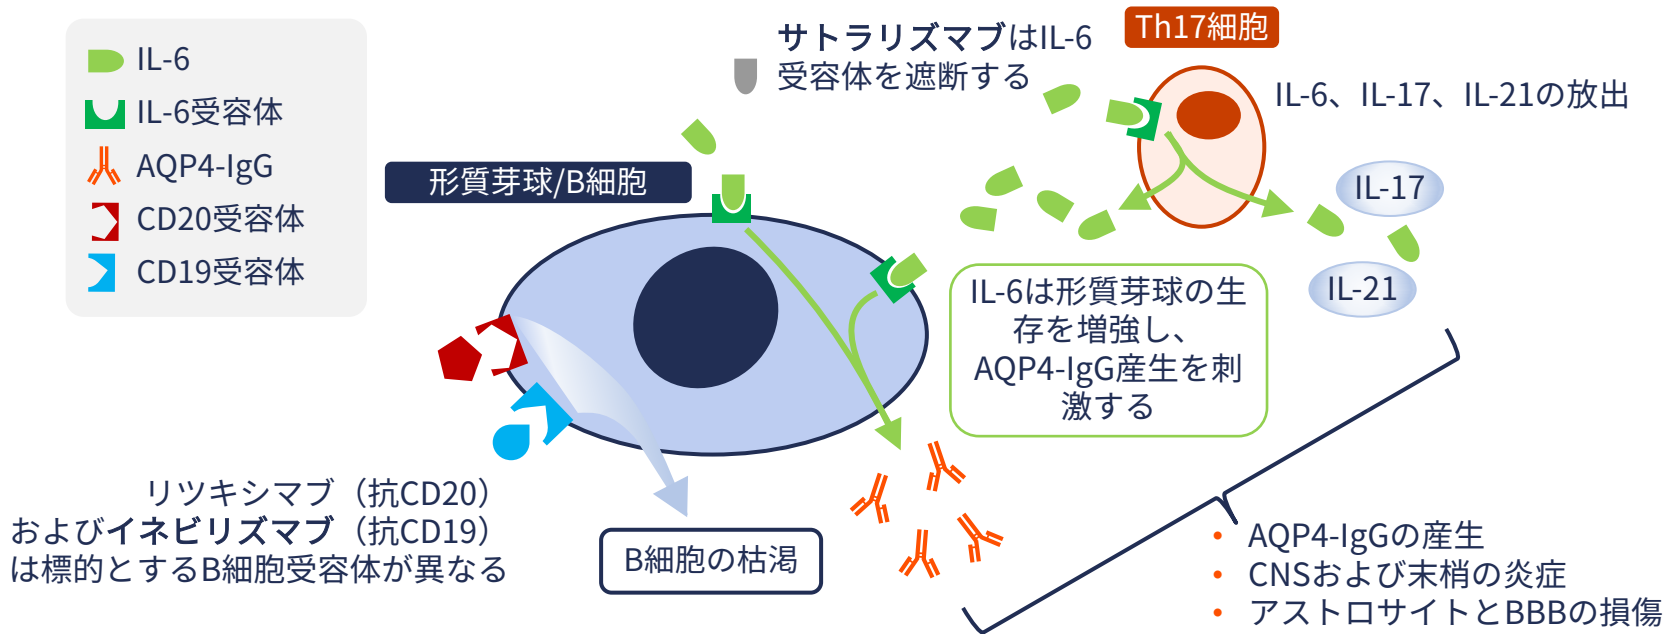 IL-6
IL-6受容体
AQP4-IgG
CD20受容体
CD19受容体
サトラリズマブはIL-6
受容体を遮断する
Th17細胞
IL-6、IL-17、IL-21の放出
形質芽球/B細胞
IL-17
IL-21
IL-6は形質芽球の生
存を増強し、
AQP4-IgG産生を刺
激する
リツキシマブ（抗CD20）
およびイネビリズマブ（抗CD19）
は標的とするB細胞受容体が異なる
B細胞の枯渇
• AQP4-IgGの産生
• CNSおよび末梢の炎症
• アストロサイトとBBBの損傷